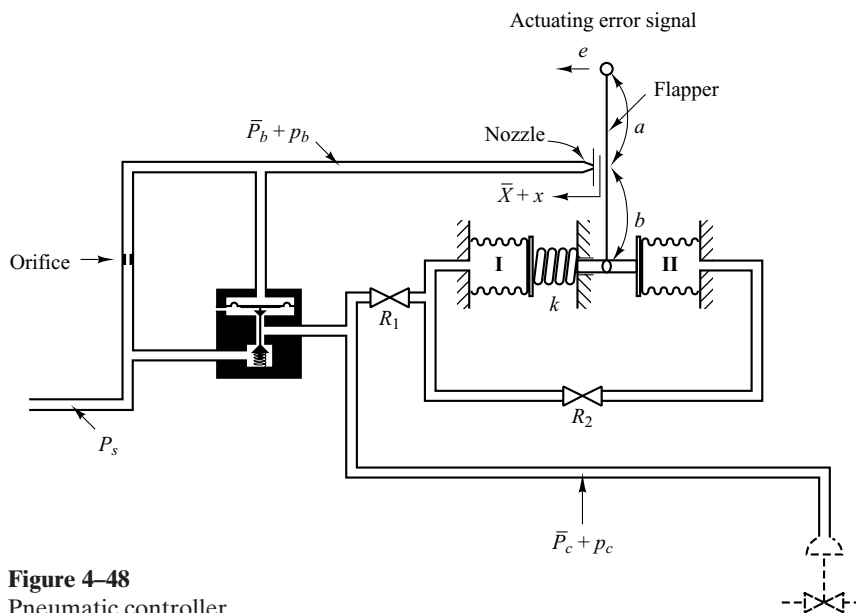 Actuating error signal
e
Flapper
a
Nozzle
P̄b + pb
X̄ + x
b
Orifice
I
II
k
R1
R2
Ps
P̄c + pc
Figure 4–48
Pneumatic controller